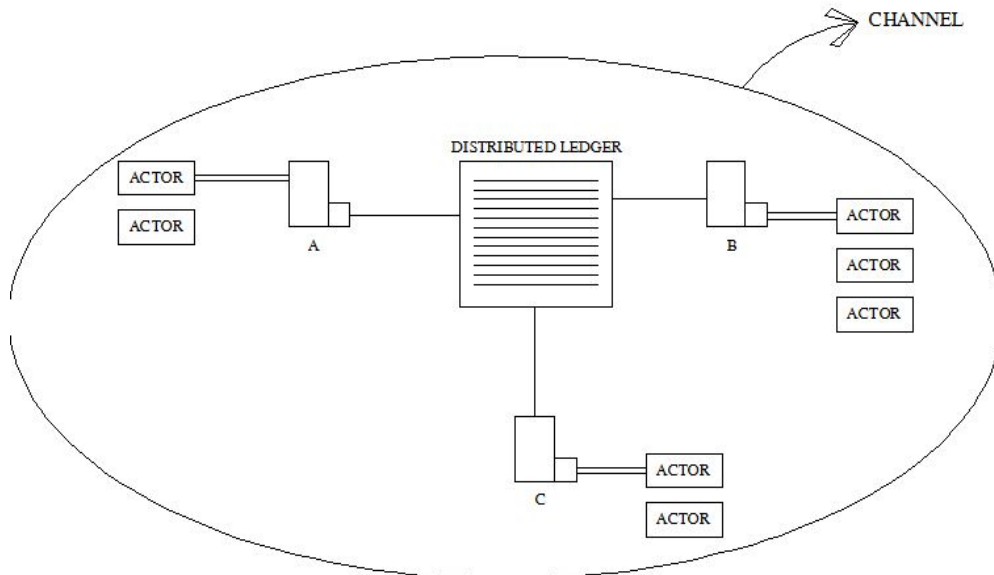 CHANNEL
DISTRIBUTED LEDGER
ACTOR
ACTOR
A
B
ACTOR
ACTOR
ACTOR
C
ACTOR
ACTOR